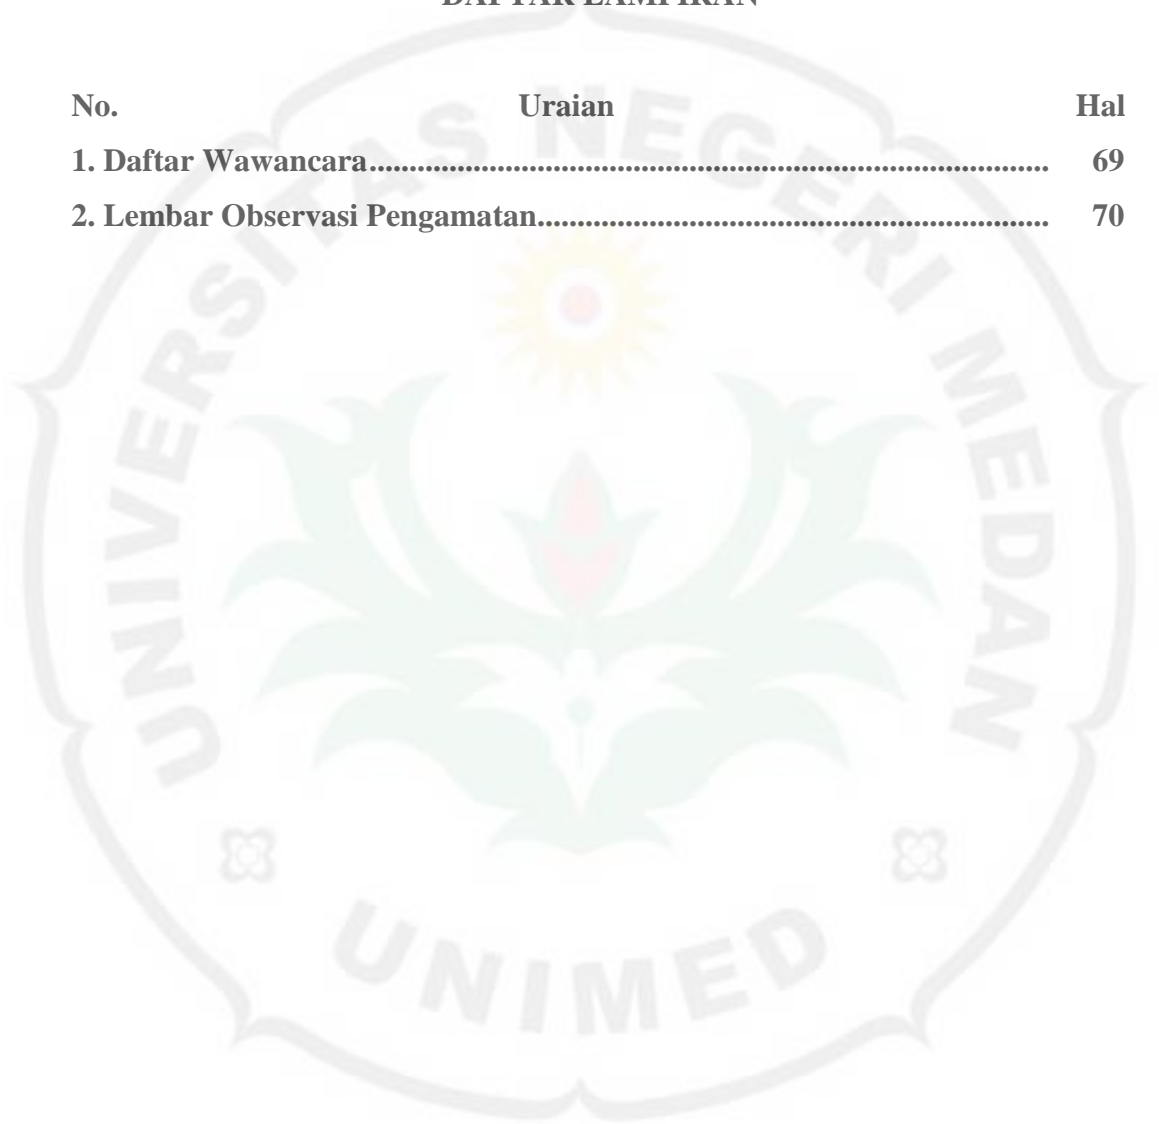 DAFTAR LAMPIRAN
No. Uraian Hal
1. Daftar Wawancara..................................................................................... 69
2. Lembar Observasi Pengamatan................................................................ 70
UNIVERSITAS NEGERI MEDAN
UNIMED